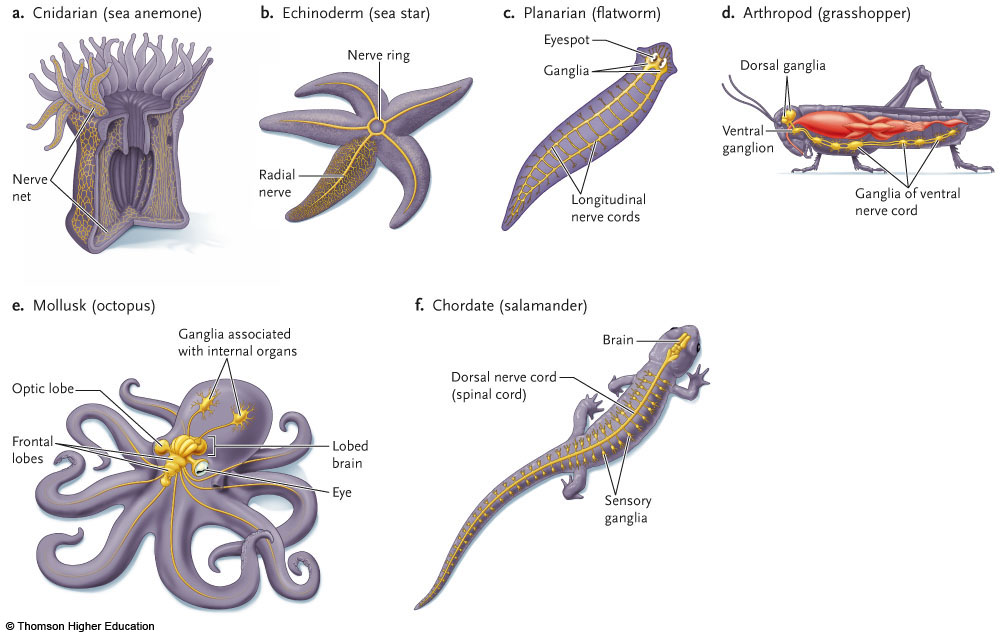 a. Cnidarian (sea anemone)
Nerve
net
b. Echinoderm (sea star)
Nerve ring
Radial
nerve
c. Planarian (flatworm)
Eyespot
Ganglia
Longitudinal
nerve cords
d. Arthropod (grasshopper)
Dorsal ganglia
Ventral
ganglion
Ganglia of ventral
nerve cord
e. Mollusk (octopus)
Ganglia associated
with internal organs
Optic lobe
Frontal
lobes
Lobed
brain
Eye
f. Chordate (salamander)
Brain
Dorsal nerve cord
(spinal cord)
Sensory
ganglia
© Thomson Higher Education